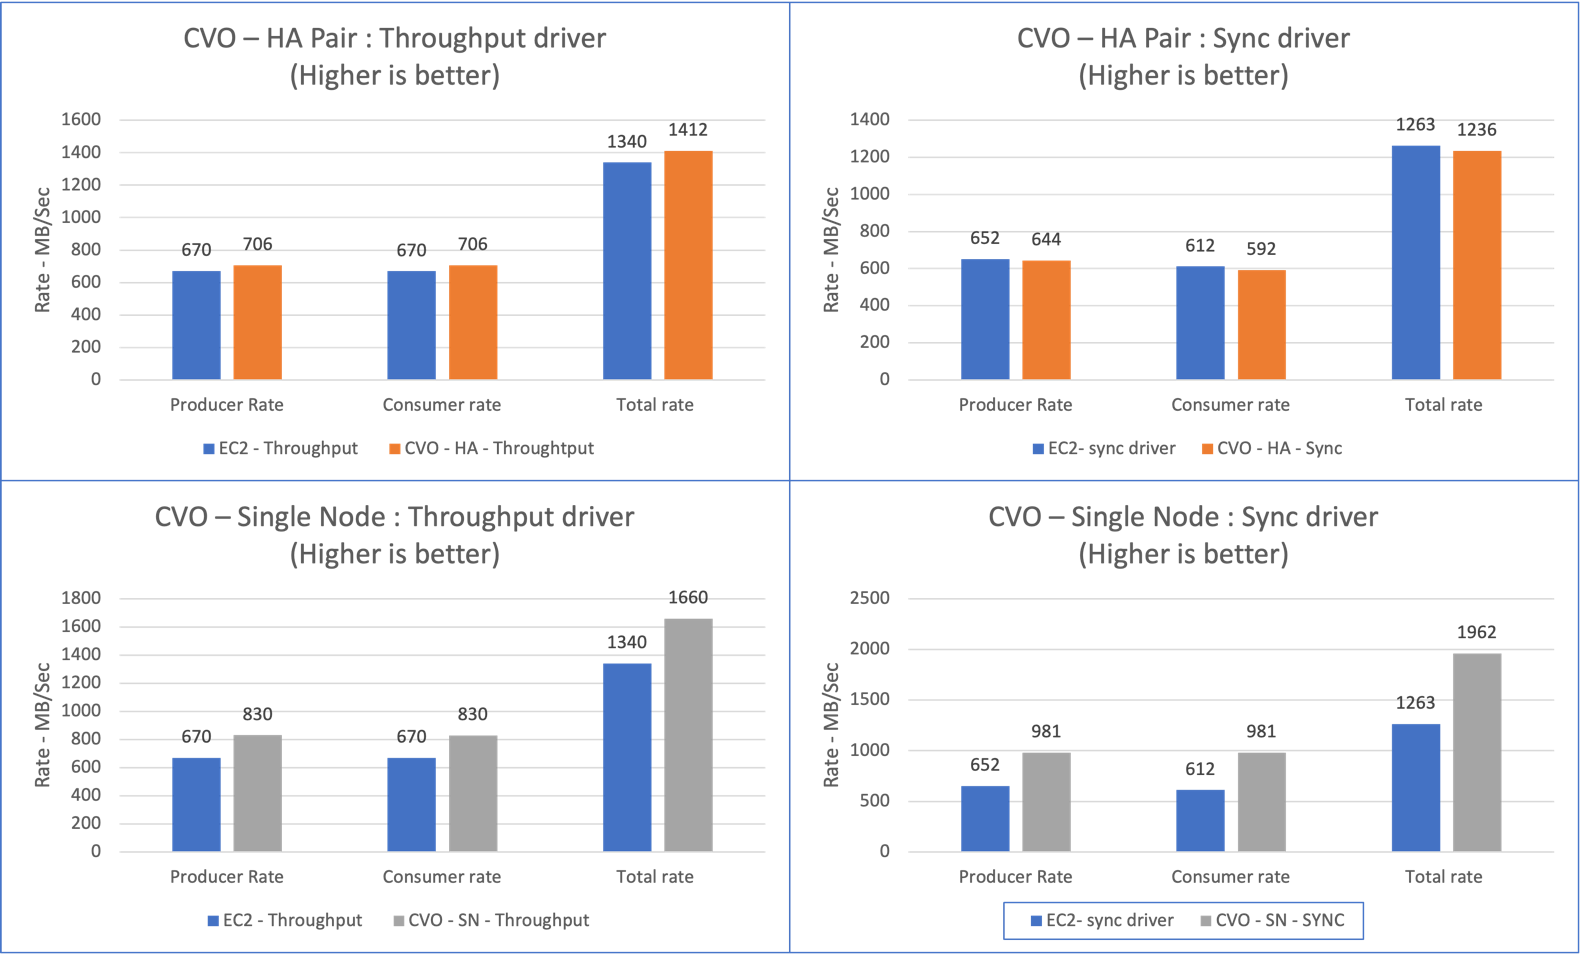 CVO – HA Pair : Throughput driver
(Higher is better)
Rate - MB/Sec
1600
1400
1200
1000
800
600
400
200
0
670
706
670
706
1340
1412
Producer Rate
Consumer rate
Total rate
EC2 - Throughput
CVO - HA - Throughtput
CVO – HA Pair : Sync driver
(Higher is better)
Rate - MB/Sec
1400
1200
1000
800
600
400
200
0
652
644
612
592
1263
1236
Producer Rate
Consumer rate
Total rate
EC2- sync driver
CVO - HA - Sync
CVO – Single Node : Throughput driver
(Higher is better)
Rate - MB/Sec
1800
1600
1400
1200
1000
800
600
400
200
0
670
830
670
830
1340
1660
Producer Rate
Consumer rate
Total rate
EC2 - Throughput
CVO - SN - Throughput
CVO – Single Node : Sync driver
(Higher is better)
Rate - MB/Sec
2500
2000
1500
1000
500
0
652
981
612
981
1263
1962
Producer Rate
Consumer rate
Total rate
EC2- sync driver
CVO - SN - SYNC